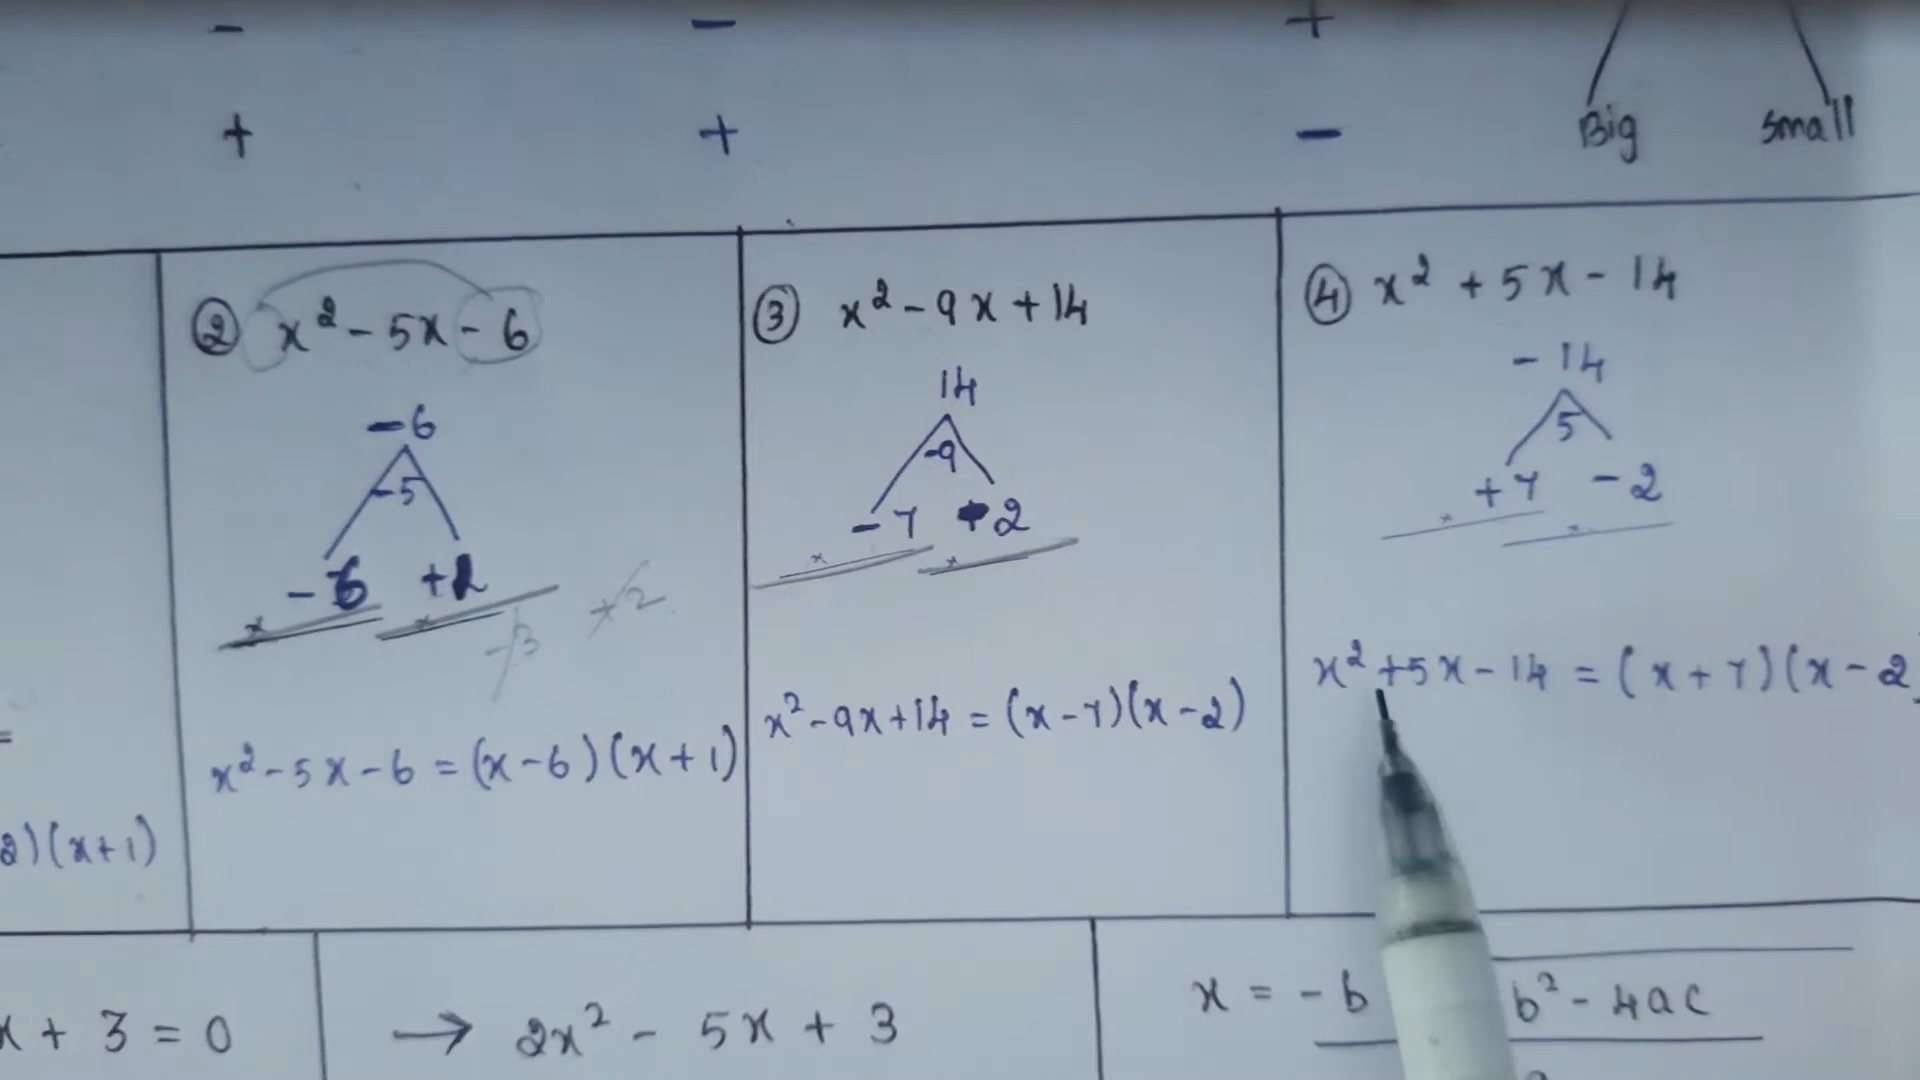 - - +
+ + -
Big Small
② x² - 5x - 6
-6
-5
-6 +1
x x
-3 +2
x² - 5x - 6 = (x - 6)(x + 1)
③ x² - 9x + 14
14
-9
-7 -2
x x
x² - 9x + 14 = (x - 7)(x - 2)
④ x² + 5x - 14
-14
5
+7 -2
x x
x² + 5x - 14 = (x + 7)(x - 2
=
2)(x+1)
x + 3 = 0
→ 2x² - 5x + 3
x = -b b² - 4ac